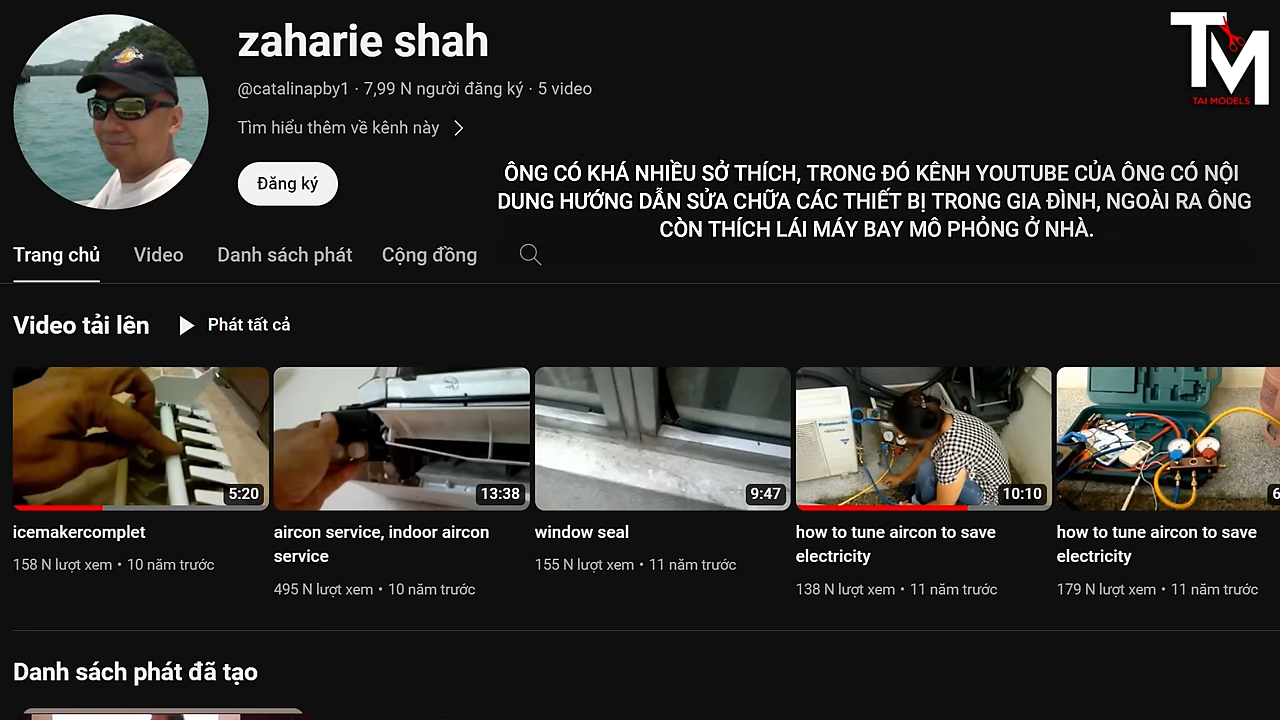 zaharie shah
@catalinapby1 · 7,99 N người đăng ký · 5 video
Tìm hiểu thêm về kênh này
Đăng ký
TM
TAI MODELS
ÔNG CÓ KHÁ NHIỀU SỞ THÍCH, TRONG ĐÓ KÊNH YOUTUBE CỦA ÔNG CÓ NỘI
DUNG HƯỚNG DẪN SỬA CHỮA CÁC THIẾT BỊ TRONG GIA ĐÌNH, NGOÀI RA ÔNG
CÒN THÍCH LÁI MÁY BAY MÔ PHỎNG Ở NHÀ.
Trang chủ Video Danh sách phát Cộng đồng
Video tải lên Phát tất cả
5:20
13:38
9:47
Panasonic
10:10
6
icemakercomplet
158 N lượt xem • 10 năm trước
aircon service, indoor aircon
service
495 N lượt xem • 10 năm trước
window seal
155 N lượt xem • 11 năm trước
how to tune aircon to save
electricity
138 N lượt xem • 11 năm trước
how to tune aircon to save
electricity
179 N lượt xem • 11 năm trước
Danh sách phát đã tạo